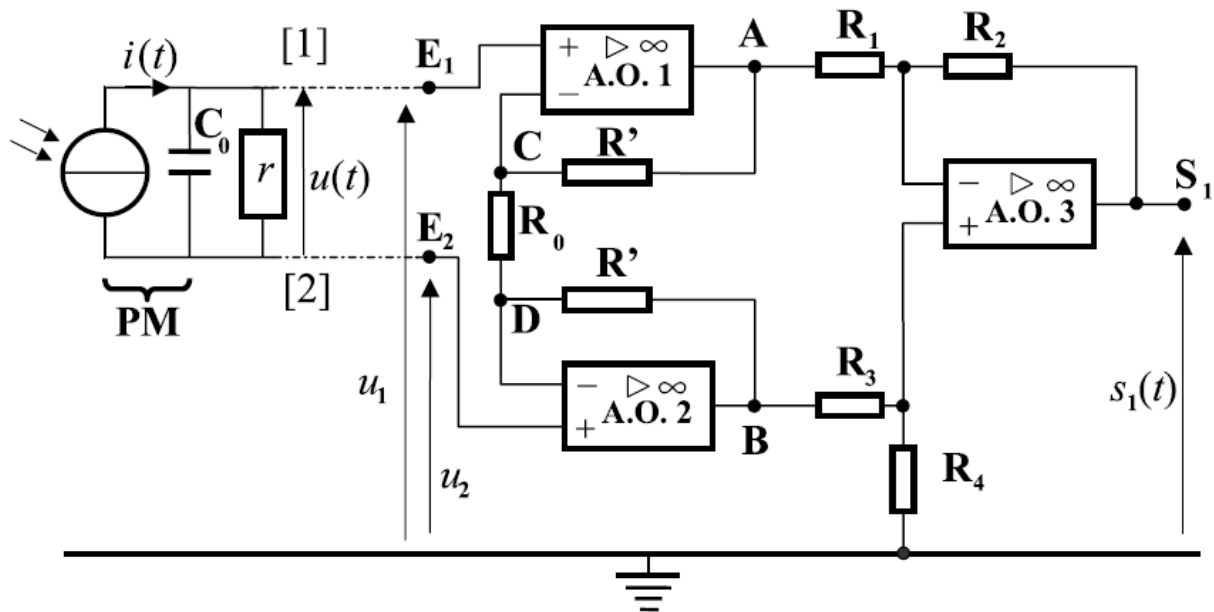 i(t)
[1]
E₁
+
▷ ∞
A.O. 1
−
A
R₁
R₂
C₀
r
u(t)
C
R'
−
▷ ∞
A.O. 3
+
S₁
R₀
E₂
R'
[2]
D
PM
u₁
−
▷ ∞
A.O. 2
+
B
R₃
s₁(t)
u₂
R₄